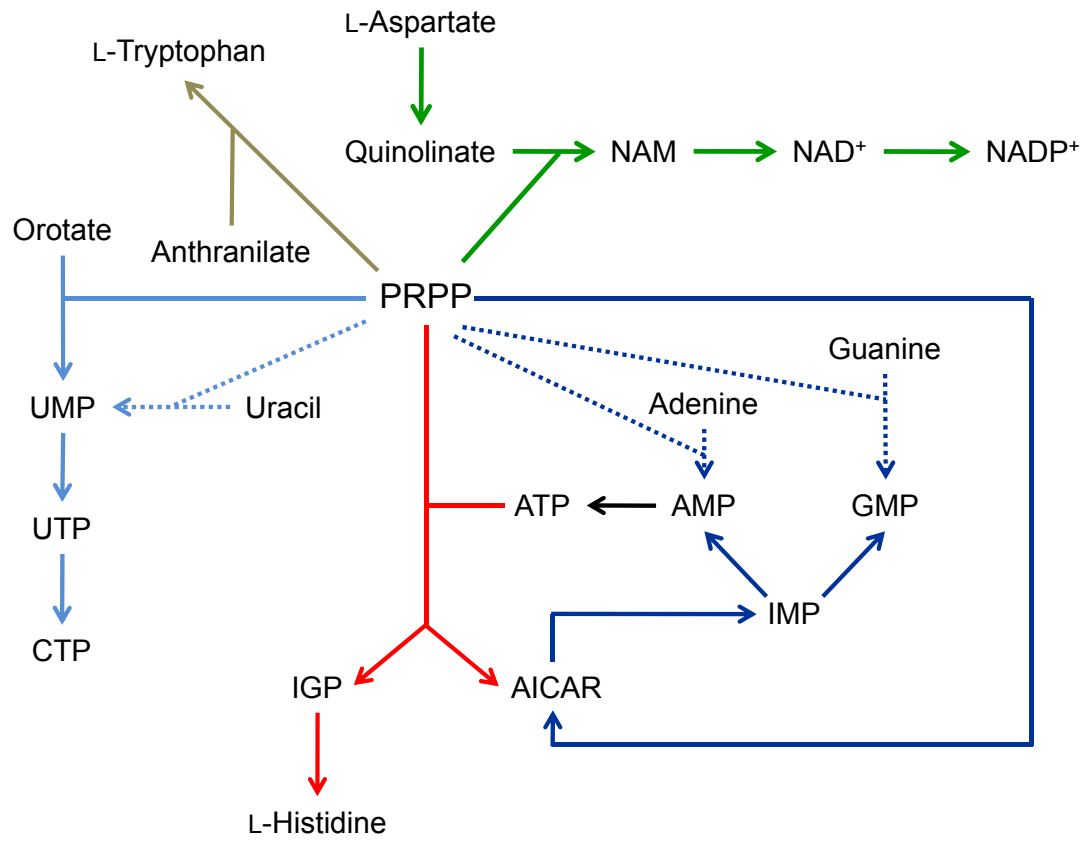 L-Aspartate
L-Tryptophan
Quinolinate
NAM
NAD⁺
NADP⁺
Orotate
Anthranilate
PRPP
Guanine
UMP
Uracil
Adenine
ATP
AMP
GMP
UTP
IMP
CTP
IGP
AICAR
L-Histidine